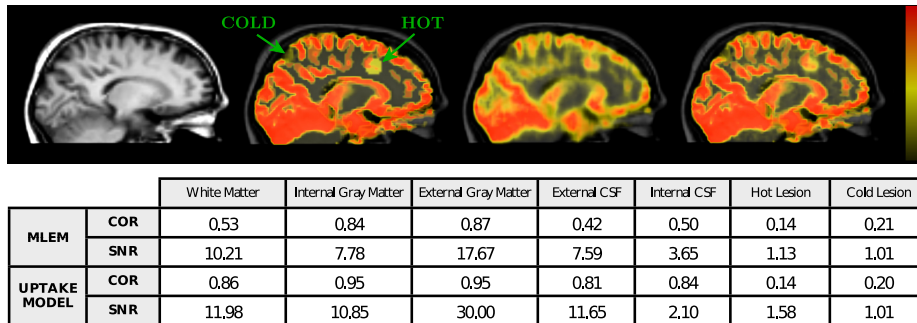 COLD HOT
White Matter Internal Gray Matter External Gray Matter External CSF Internal CSF Hot Lesion Cold Lesion
MLEM COR 0.53 0.84 0.87 0.42 0.50 0.14 0.21
SNR 10.21 7.78 17.67 7.59 3.65 1.13 1.01
UPTAKE MODEL COR 0.86 0.95 0.95 0.81 0.84 0.14 0.20
SNR 11.98 10.85 30.00 11.65 2.10 1.58 1.01